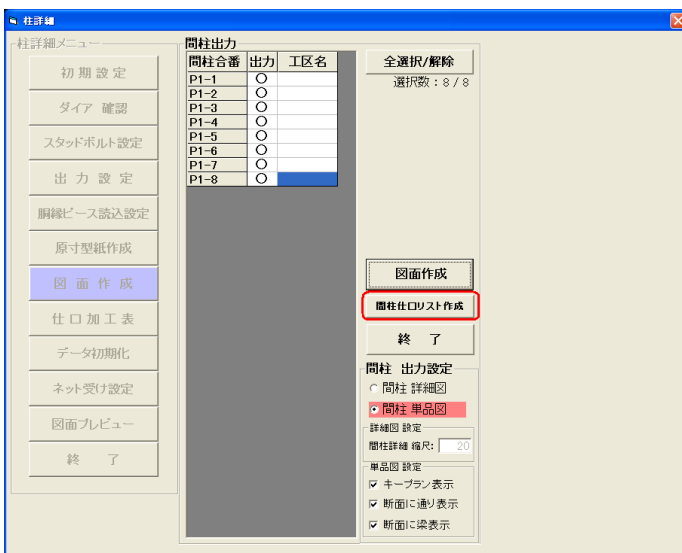 柱詳細
柱詳細メニュー
初 期 設 定
ダイア 確認
スタッドボルト設定
出 力 設 定
胴縁ピース読込設定
原寸型紙作成
図 面 作 成
仕 口 加 工 表
データ初期化
ネット受け設定
図面プレビュー
終 了
間柱出力
間柱合番 出力 工区名
P1-1 ○
P1-2 ○
P1-3 ○
P1-4 ○
P1-5 ○
P1-6 ○
P1-7 ○
P1-8 ○
全選択/解除
選択数：8 / 8
図面作成
間柱仕口リスト作成
終 了
間柱 出力設定
間柱 詳細図
間柱 単品図
詳細図 設定
間柱詳細 縮尺: 20
単品図 設定
キープラン表示
断面に通り表示
断面に梁表示